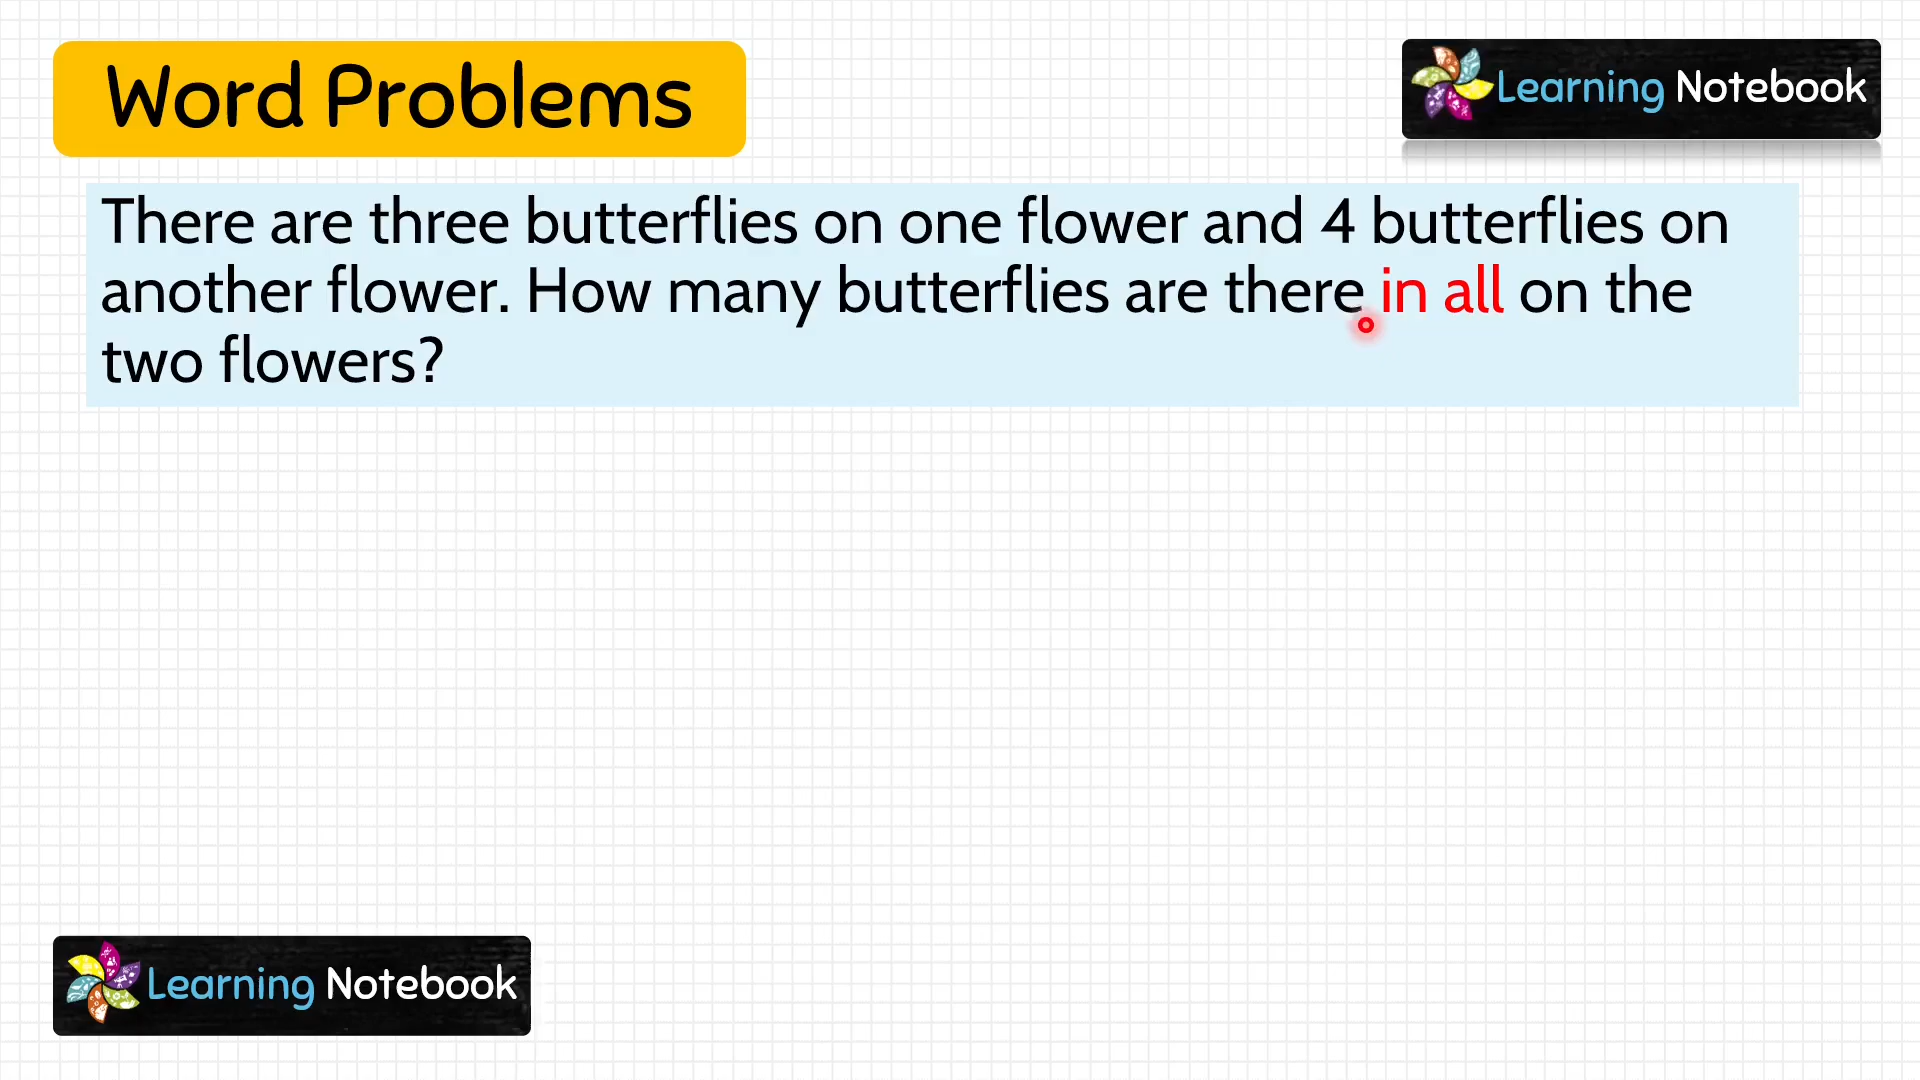 Word Problems
Learning Notebook
There are three butterflies on one flower and 4 butterflies on
another flower. How many butterflies are there in all on the
two flowers?
Learning Notebook